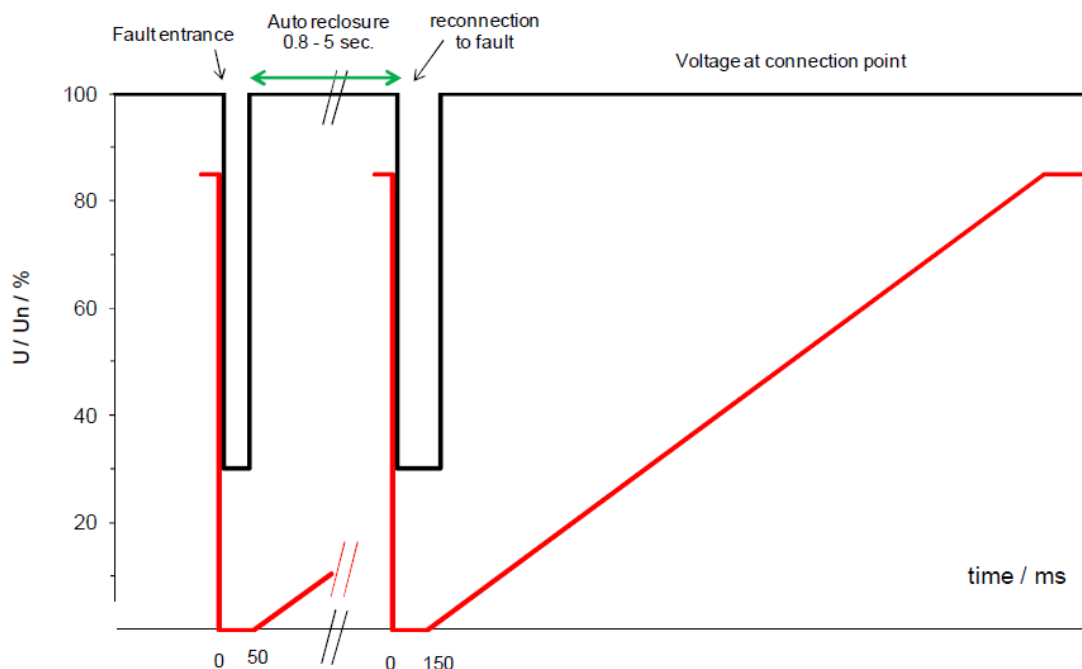 Fault entrance
Auto reclosure
0.8 - 5 sec.
reconnection
to fault
Voltage at connection point
100
80
60
40
20
U / Un / %
time / ms
0
50
0
150